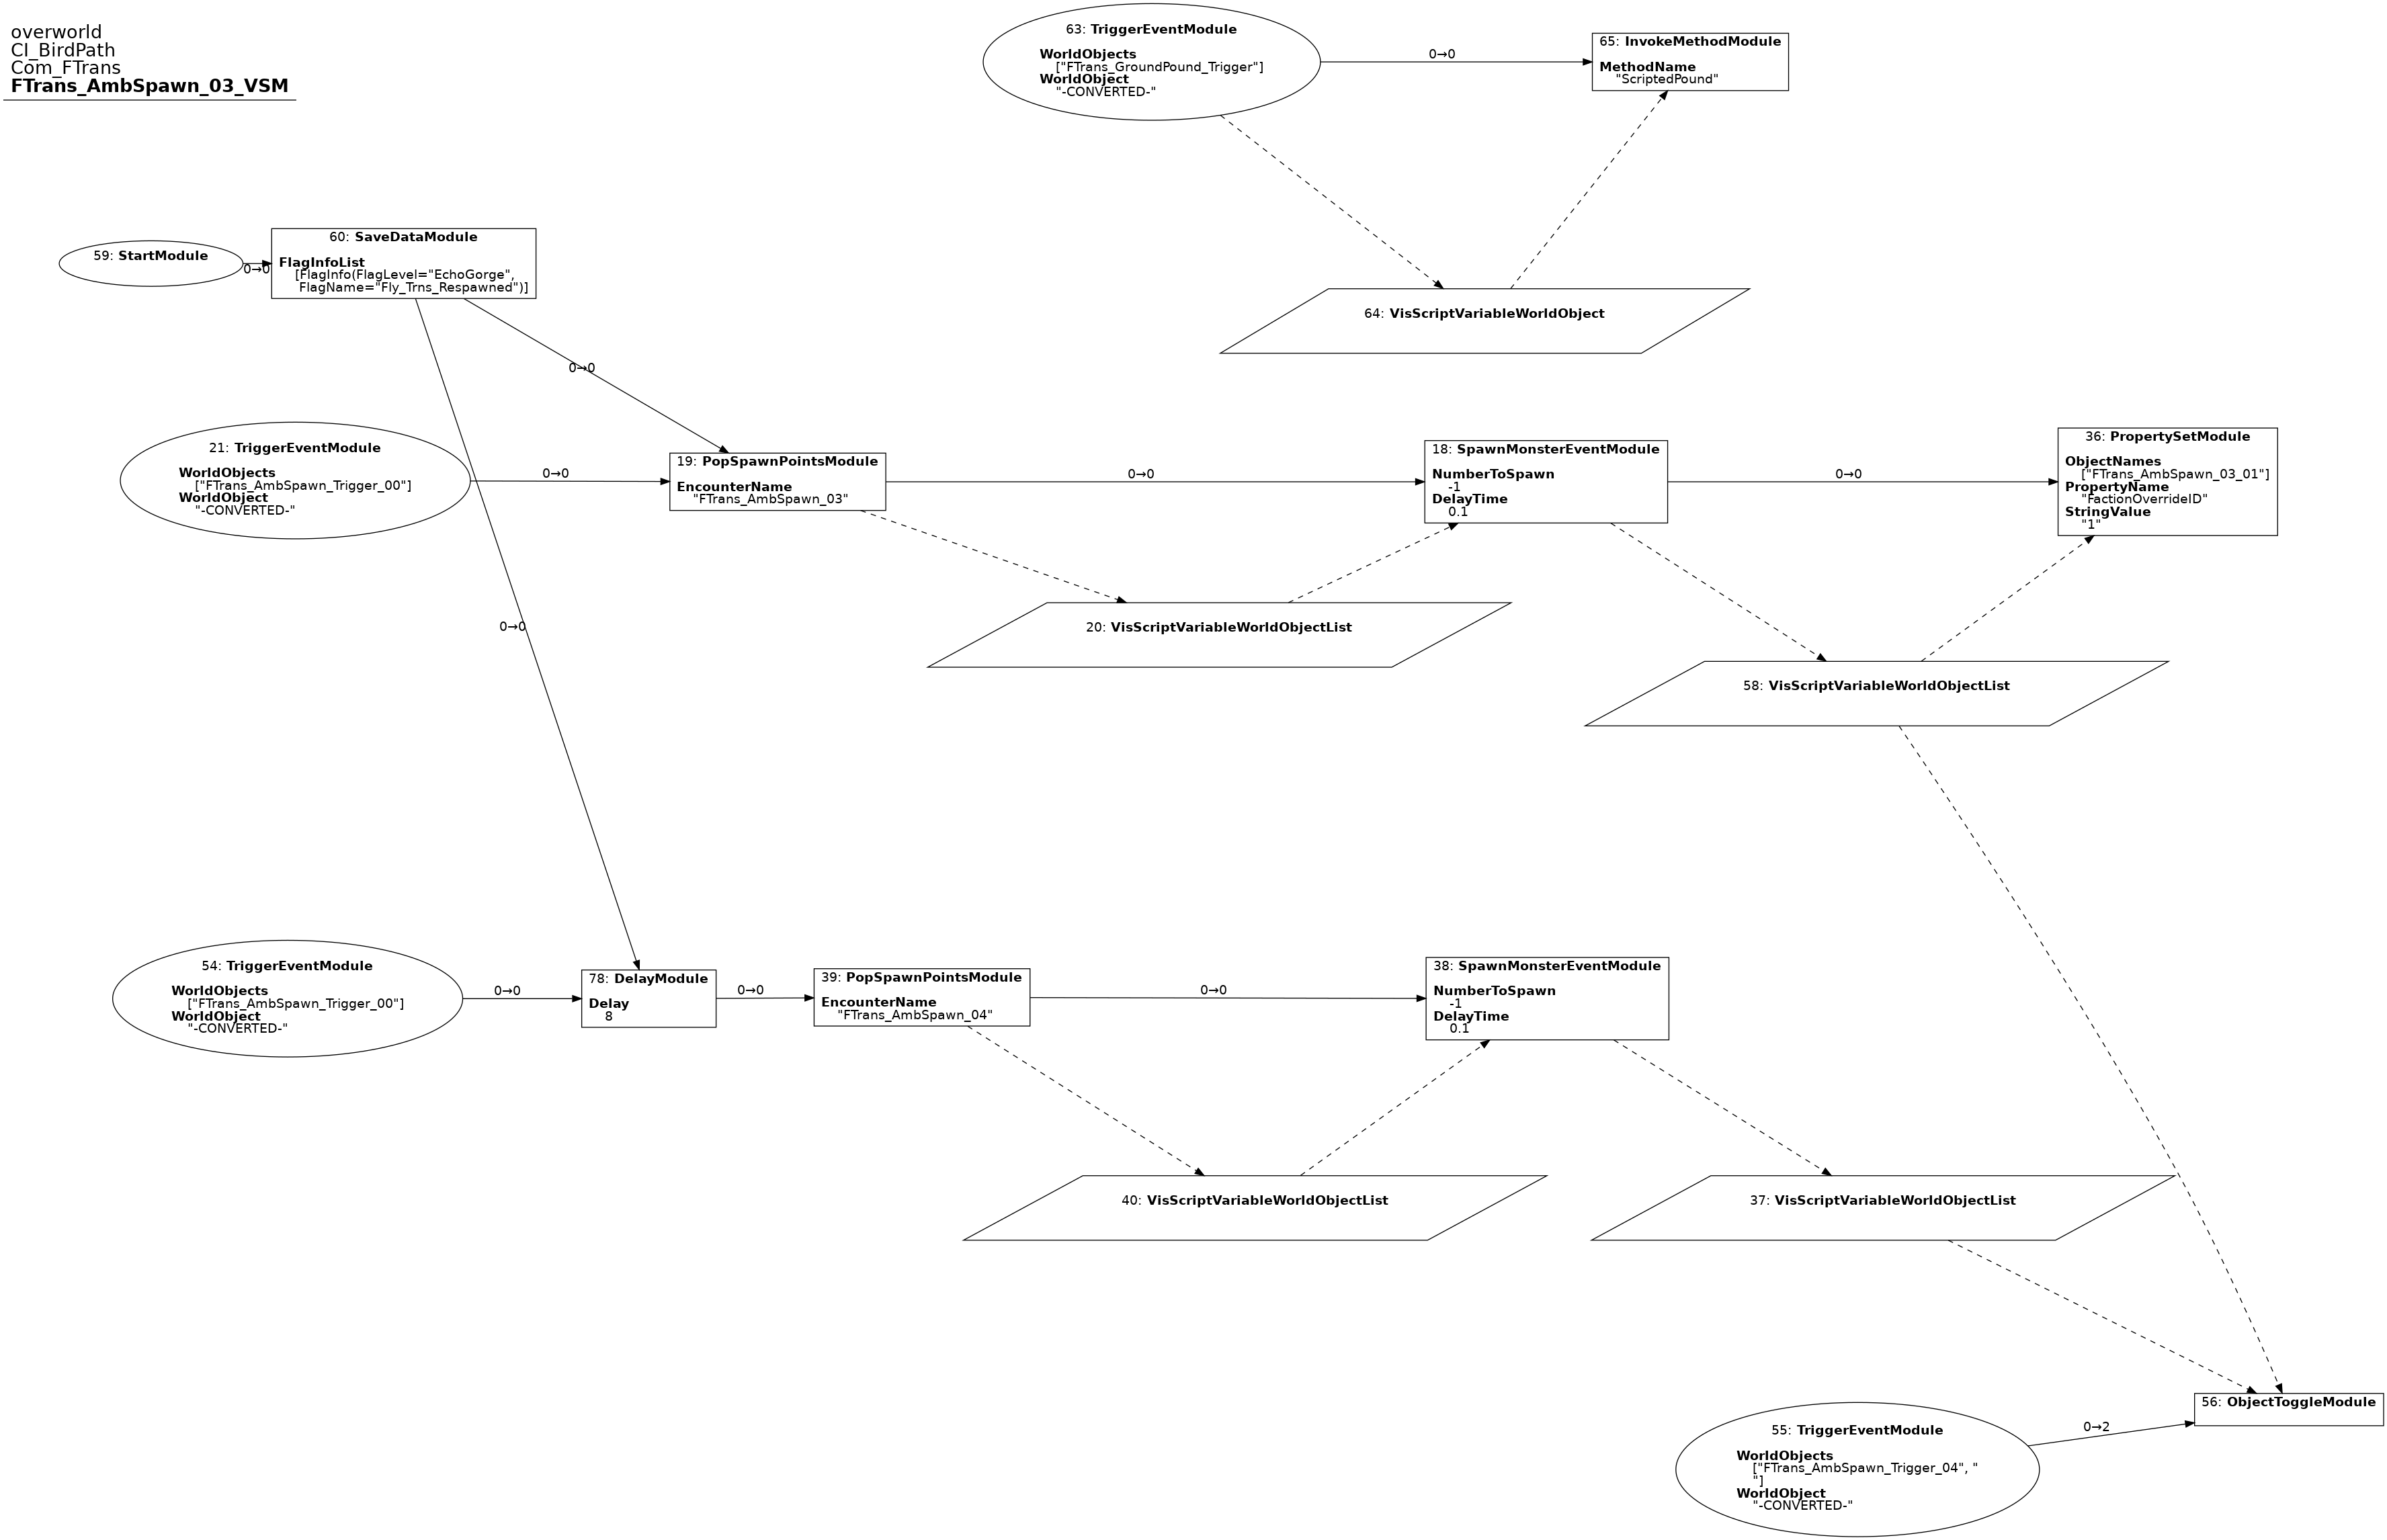 overworld
CI_BirdPath
Com_FTrans
FTrans_AmbSpawn_03_VSM
63: TriggerEventModule
WorldObjects
["FTrans_GroundPound_Trigger"]
WorldObject
"-CONVERTED-"
0→0
65: InvokeMethodModule
MethodName
"ScriptedPound"
59: StartModule
0→0
60: SaveDataModule
FlagInfoList
[FlagInfo(FlagLevel="EchoGorge",
FlagName="Fly_Trns_Respawned")]
64: VisScriptVariableWorldObject
0→0
21: TriggerEventModule
WorldObjects
["FTrans_AmbSpawn_Trigger_00"]
WorldObject
"-CONVERTED-"
0→0
19: PopSpawnPointsModule
EncounterName
"FTrans_AmbSpawn_03"
0→0
18: SpawnMonsterEventModule
NumberToSpawn
-1
DelayTime
0.1
0→0
36: PropertySetModule
ObjectNames
["FTrans_AmbSpawn_03_01"]
PropertyName
"FactionOverrideID"
StringValue
"1"
0→0
20: VisScriptVariableWorldObjectList
58: VisScriptVariableWorldObjectList
54: TriggerEventModule
WorldObjects
["FTrans_AmbSpawn_Trigger_00"]
WorldObject
"-CONVERTED-"
0→0
78: DelayModule
Delay
8
0→0
39: PopSpawnPointsModule
EncounterName
"FTrans_AmbSpawn_04"
0→0
38: SpawnMonsterEventModule
NumberToSpawn
-1
DelayTime
0.1
40: VisScriptVariableWorldObjectList
37: VisScriptVariableWorldObjectList
55: TriggerEventModule
WorldObjects
["FTrans_AmbSpawn_Trigger_04", "
"]
WorldObject
"-CONVERTED-"
0→2
56: ObjectToggleModule